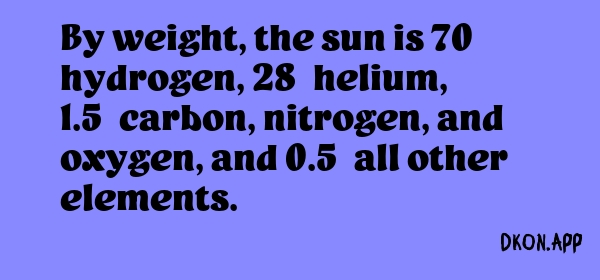 By weight, the sun is 70
hydrogen, 28 helium,
1.5 carbon, nitrogen, and
oxygen, and 0.5 all other
elements.
DKON.APP